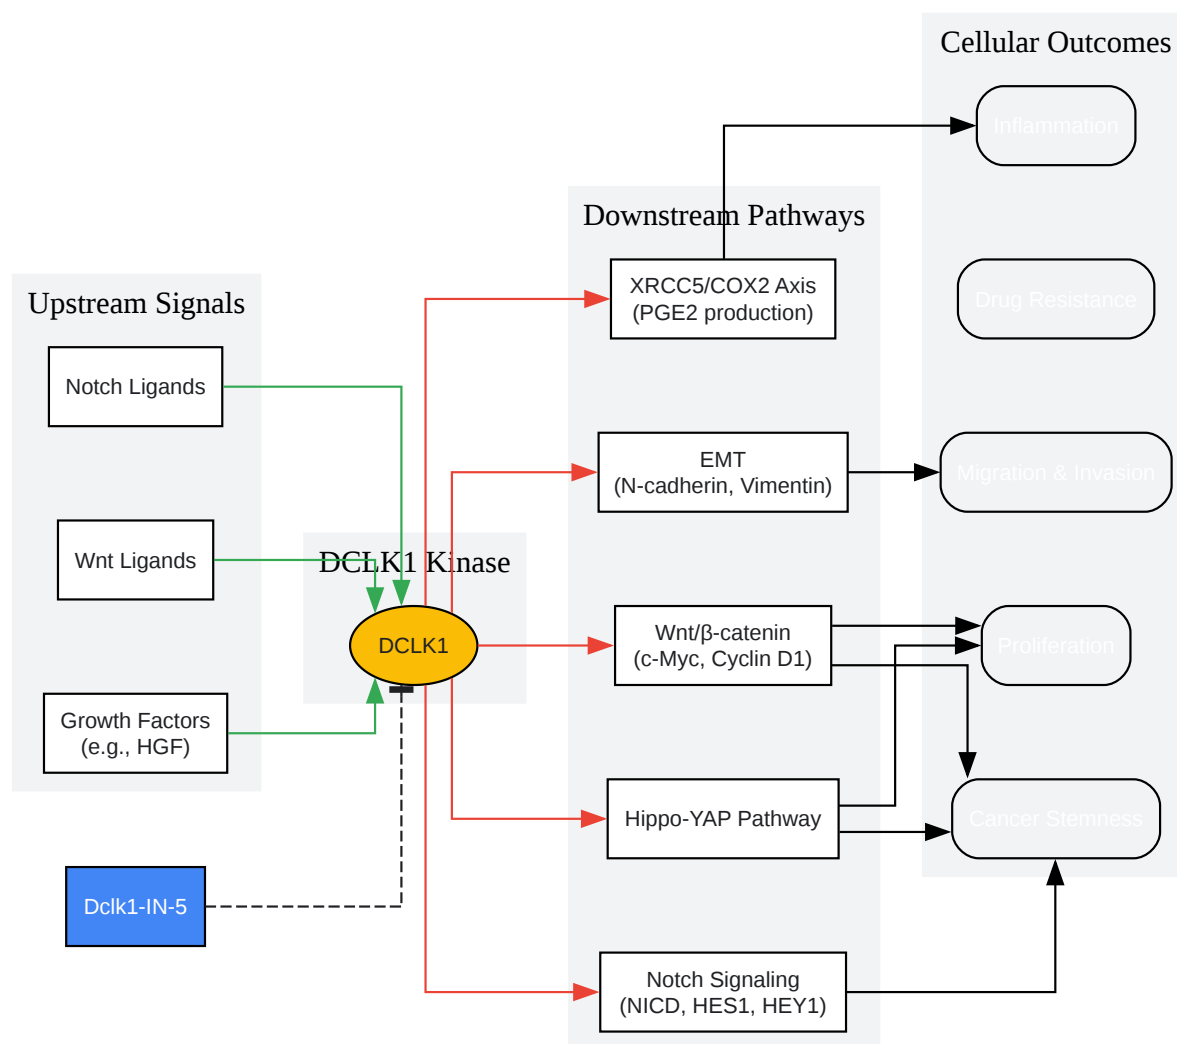 Cellular Outcomes
Inflammation
Drug Resistance
Migration & Invasion
Proliferation
Cancer Stemness
Downstream Pathways
XRCC5/COX2 Axis
(PGE2 production)
EMT
(N-cadherin, Vimentin)
Wnt/β-catenin
(c-Myc, Cyclin D1)
Hippo-YAP Pathway
Notch Signaling
(NICD, HES1, HEY1)
Upstream Signals
Notch Ligands
Wnt Ligands
Growth Factors
(e.g., HGF)
DCLK1 Kinase
DCLK1
Dclk1-IN-5